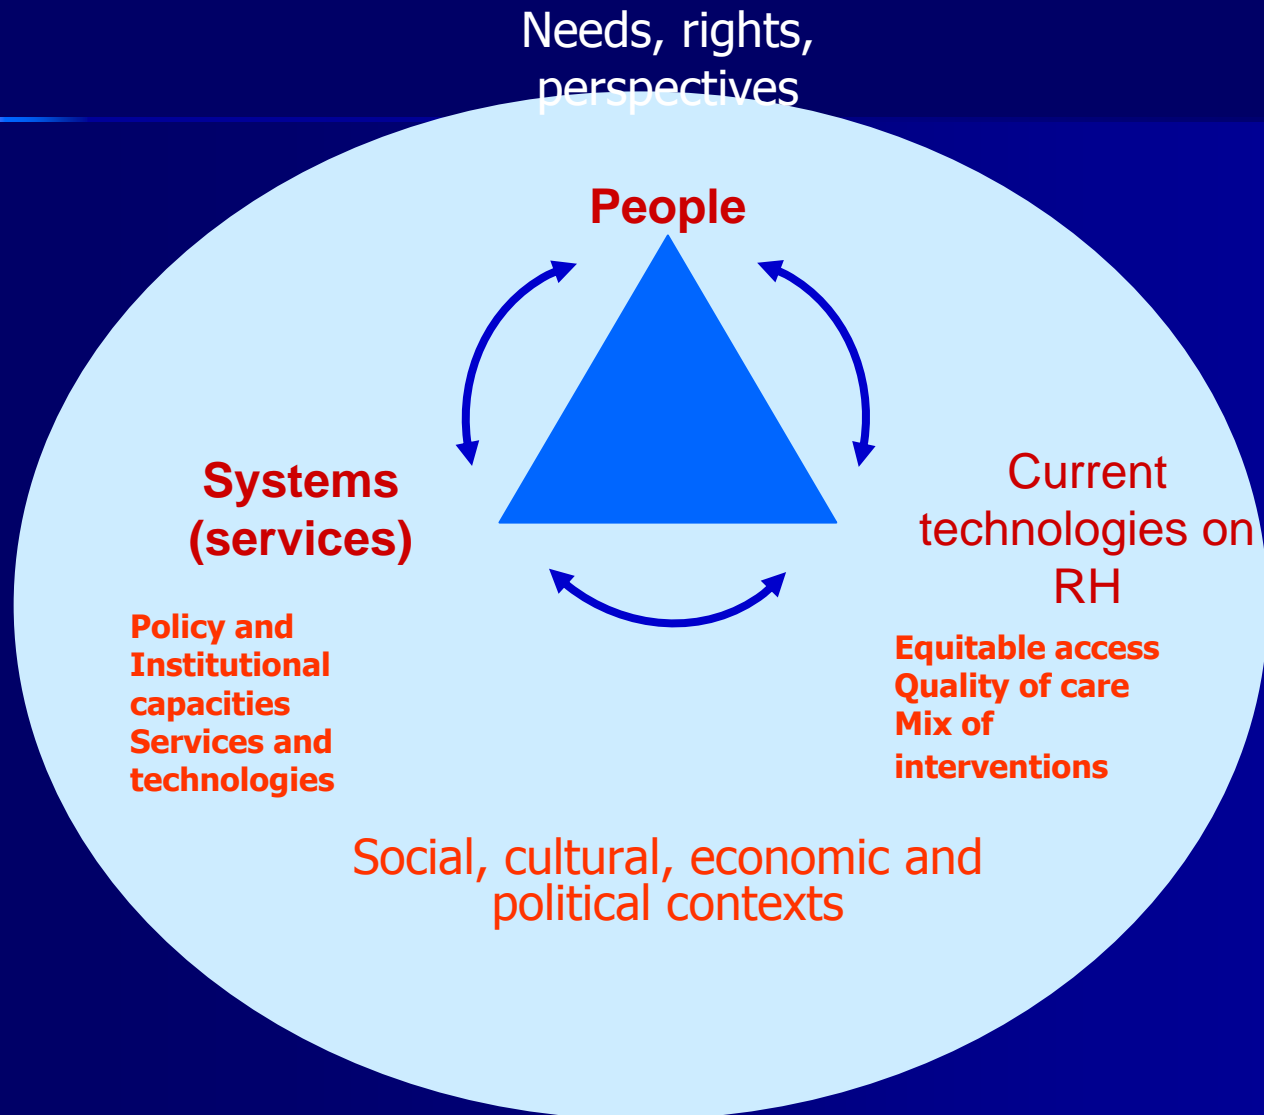 Needs, rights,
perspectives
People
Systems
(services)
Policy and
Institutional
capacities
Services and
technologies
Current
technologies on
RH
Equitable access
Quality of care
Mix of
interventions
Social, cultural, economic and
political contexts